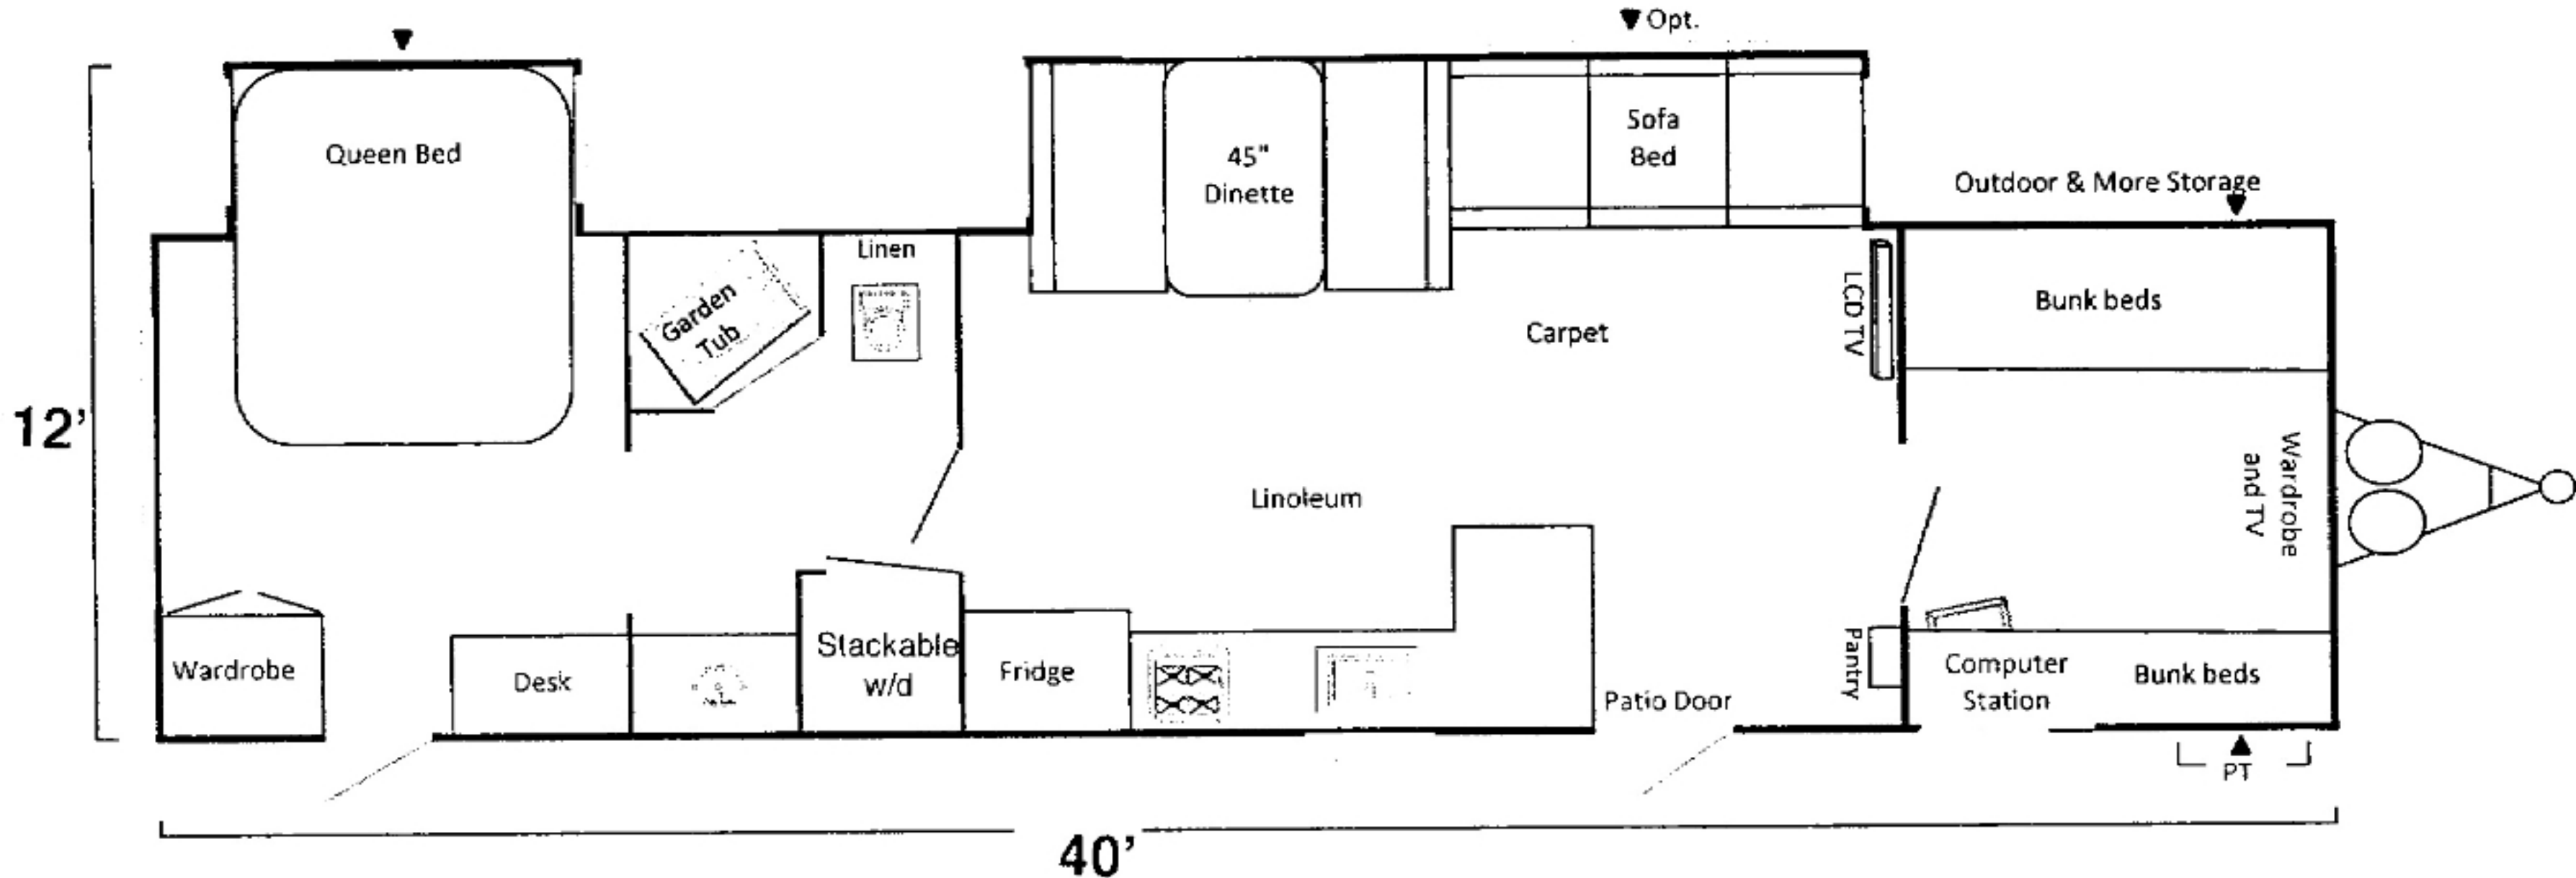 ▼Opt.
Queen Bed
Sofa
Bed
45"
Dinette
Outdoor & More Storage
Linen
Garden
Tub
LCD TV
Bunk beds
Carpet
12'
Linoleum
Wardrobe
and TV
Wardrobe
Desk
Stackable
w/d
Fridge
Pantry
Computer
Station
Bunk beds
Patio Door
PT
40'